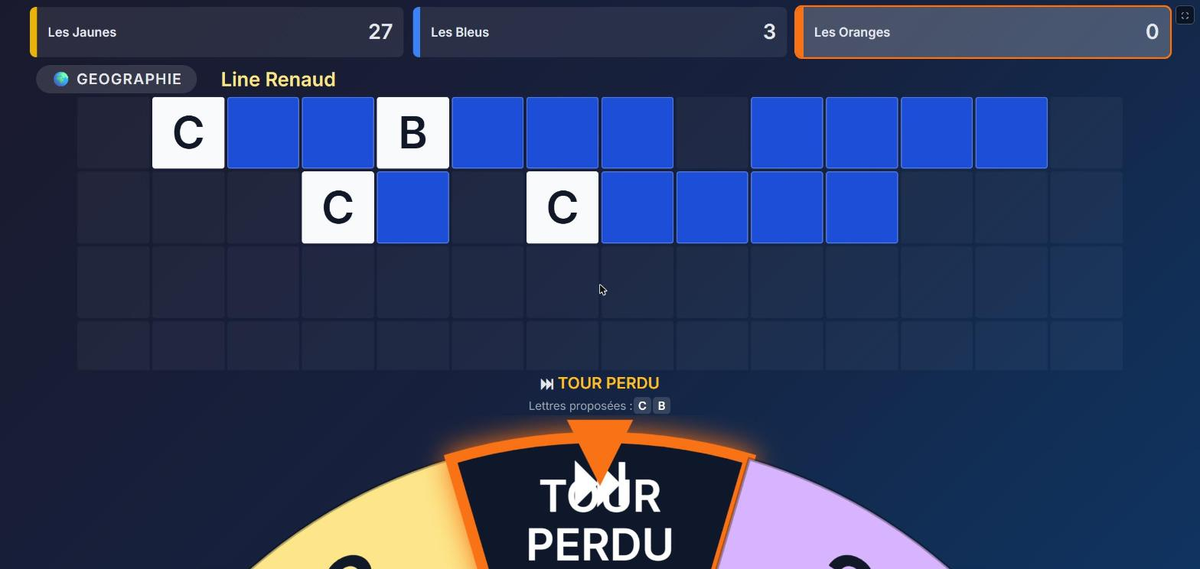 Les Jaunes 27
Les Bleus 3
Les Oranges 0
GEOGRAPHIE
Line Renaud
C B
C C
TOUR PERDU
Lettres proposées : C B
TOUR
PERDU